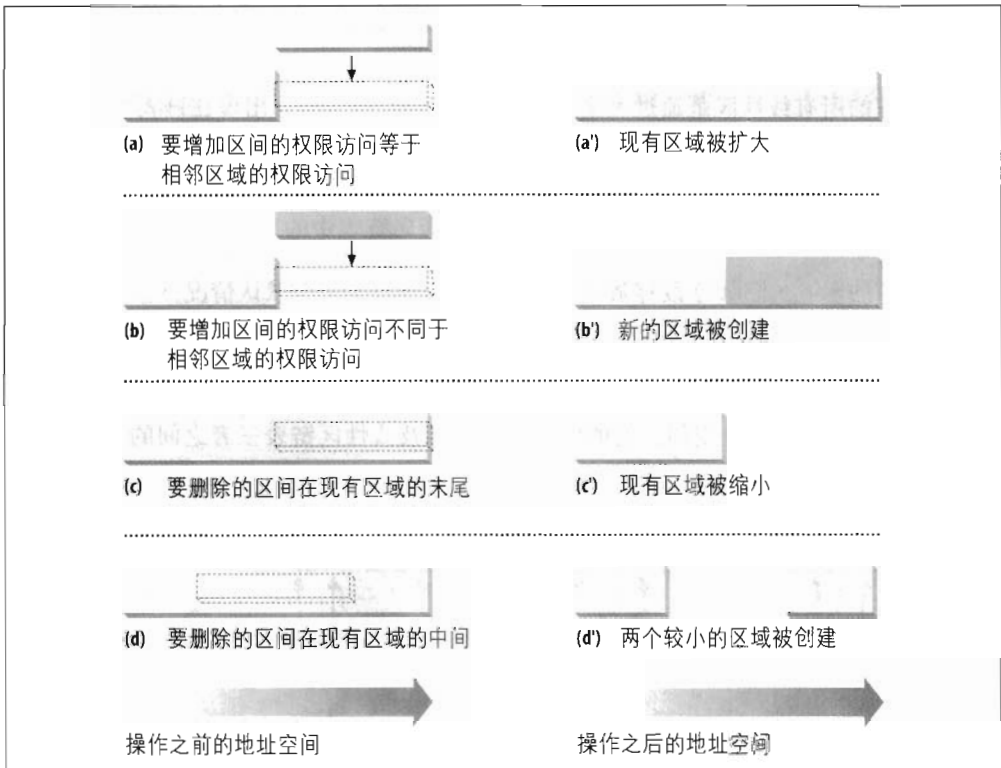 (a) 要增加区间的权限访问等于
相邻区域的权限访问
(a') 现有区域被扩大
(b) 要增加区间的权限访问不同于
相邻区域的权限访问
(b') 新的区域被创建
(c) 要删除的区间在现有区域的末尾
(c') 现有区域被缩小
(d) 要删除的区间在现有区域的中间
(d') 两个较小的区域被创建
操作之前的地址空间
操作之后的地址空间